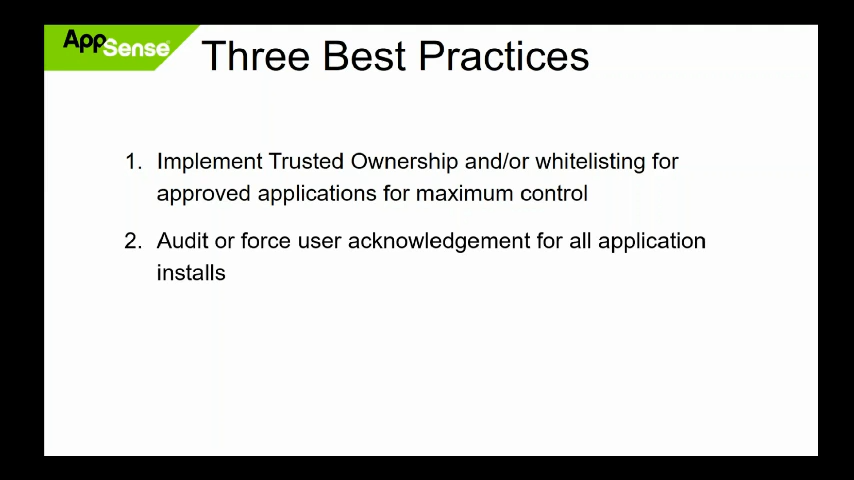 AppSense
Three Best Practices
1. Implement Trusted Ownership and/or whitelisting for
approved applications for maximum control
2. Audit or force user acknowledgement for all application
installs